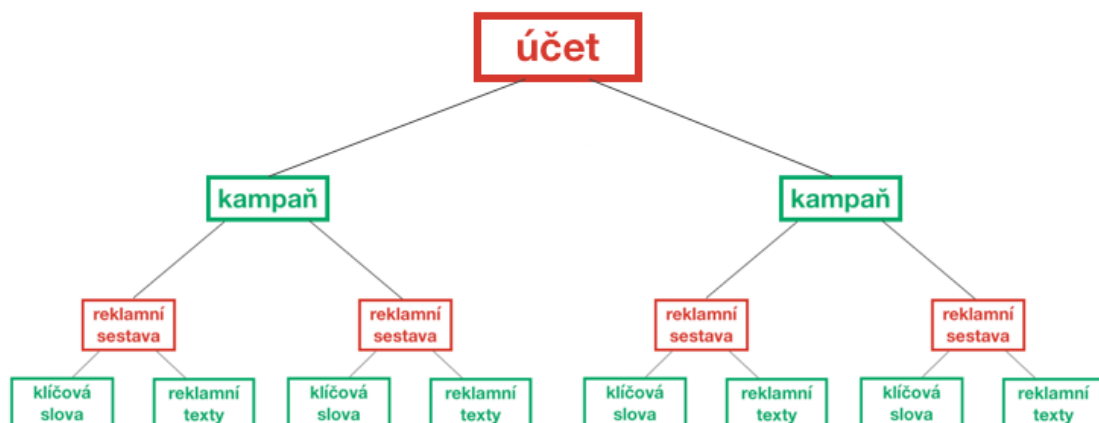 účet
kampaň
kampaň
reklamní
sestava
reklamní
sestava
reklamní
sestava
reklamní
sestava
klíčová
slova
reklamní
texty
klíčová
slova
reklamní
texty
klíčová
slova
reklamní
texty
klíčová
slova
reklamní
texty